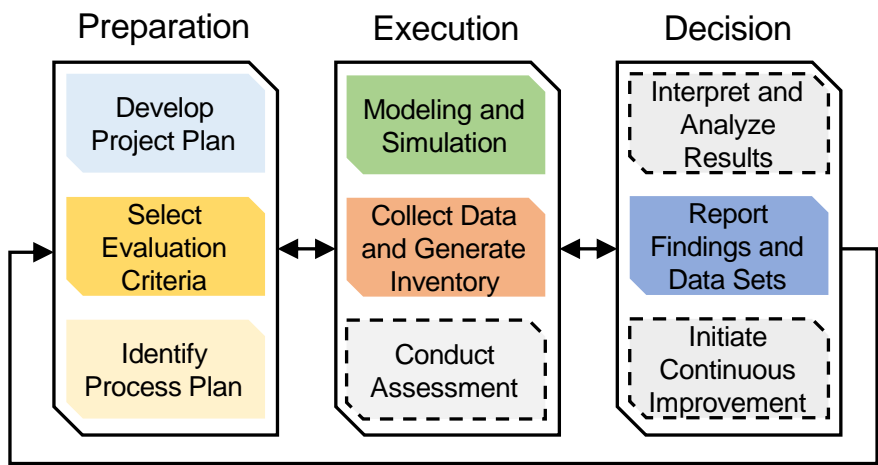 Preparation
Execution
Decision
Develop
Project Plan
Select
Evaluation
Criteria
Identify
Process Plan
Modeling and
Simulation
Collect Data
and Generate
Inventory
Conduct
Assessment
Interpret and
Analyze
Results
Report
Findings and
Data Sets
Initiate
Continuous
Improvement